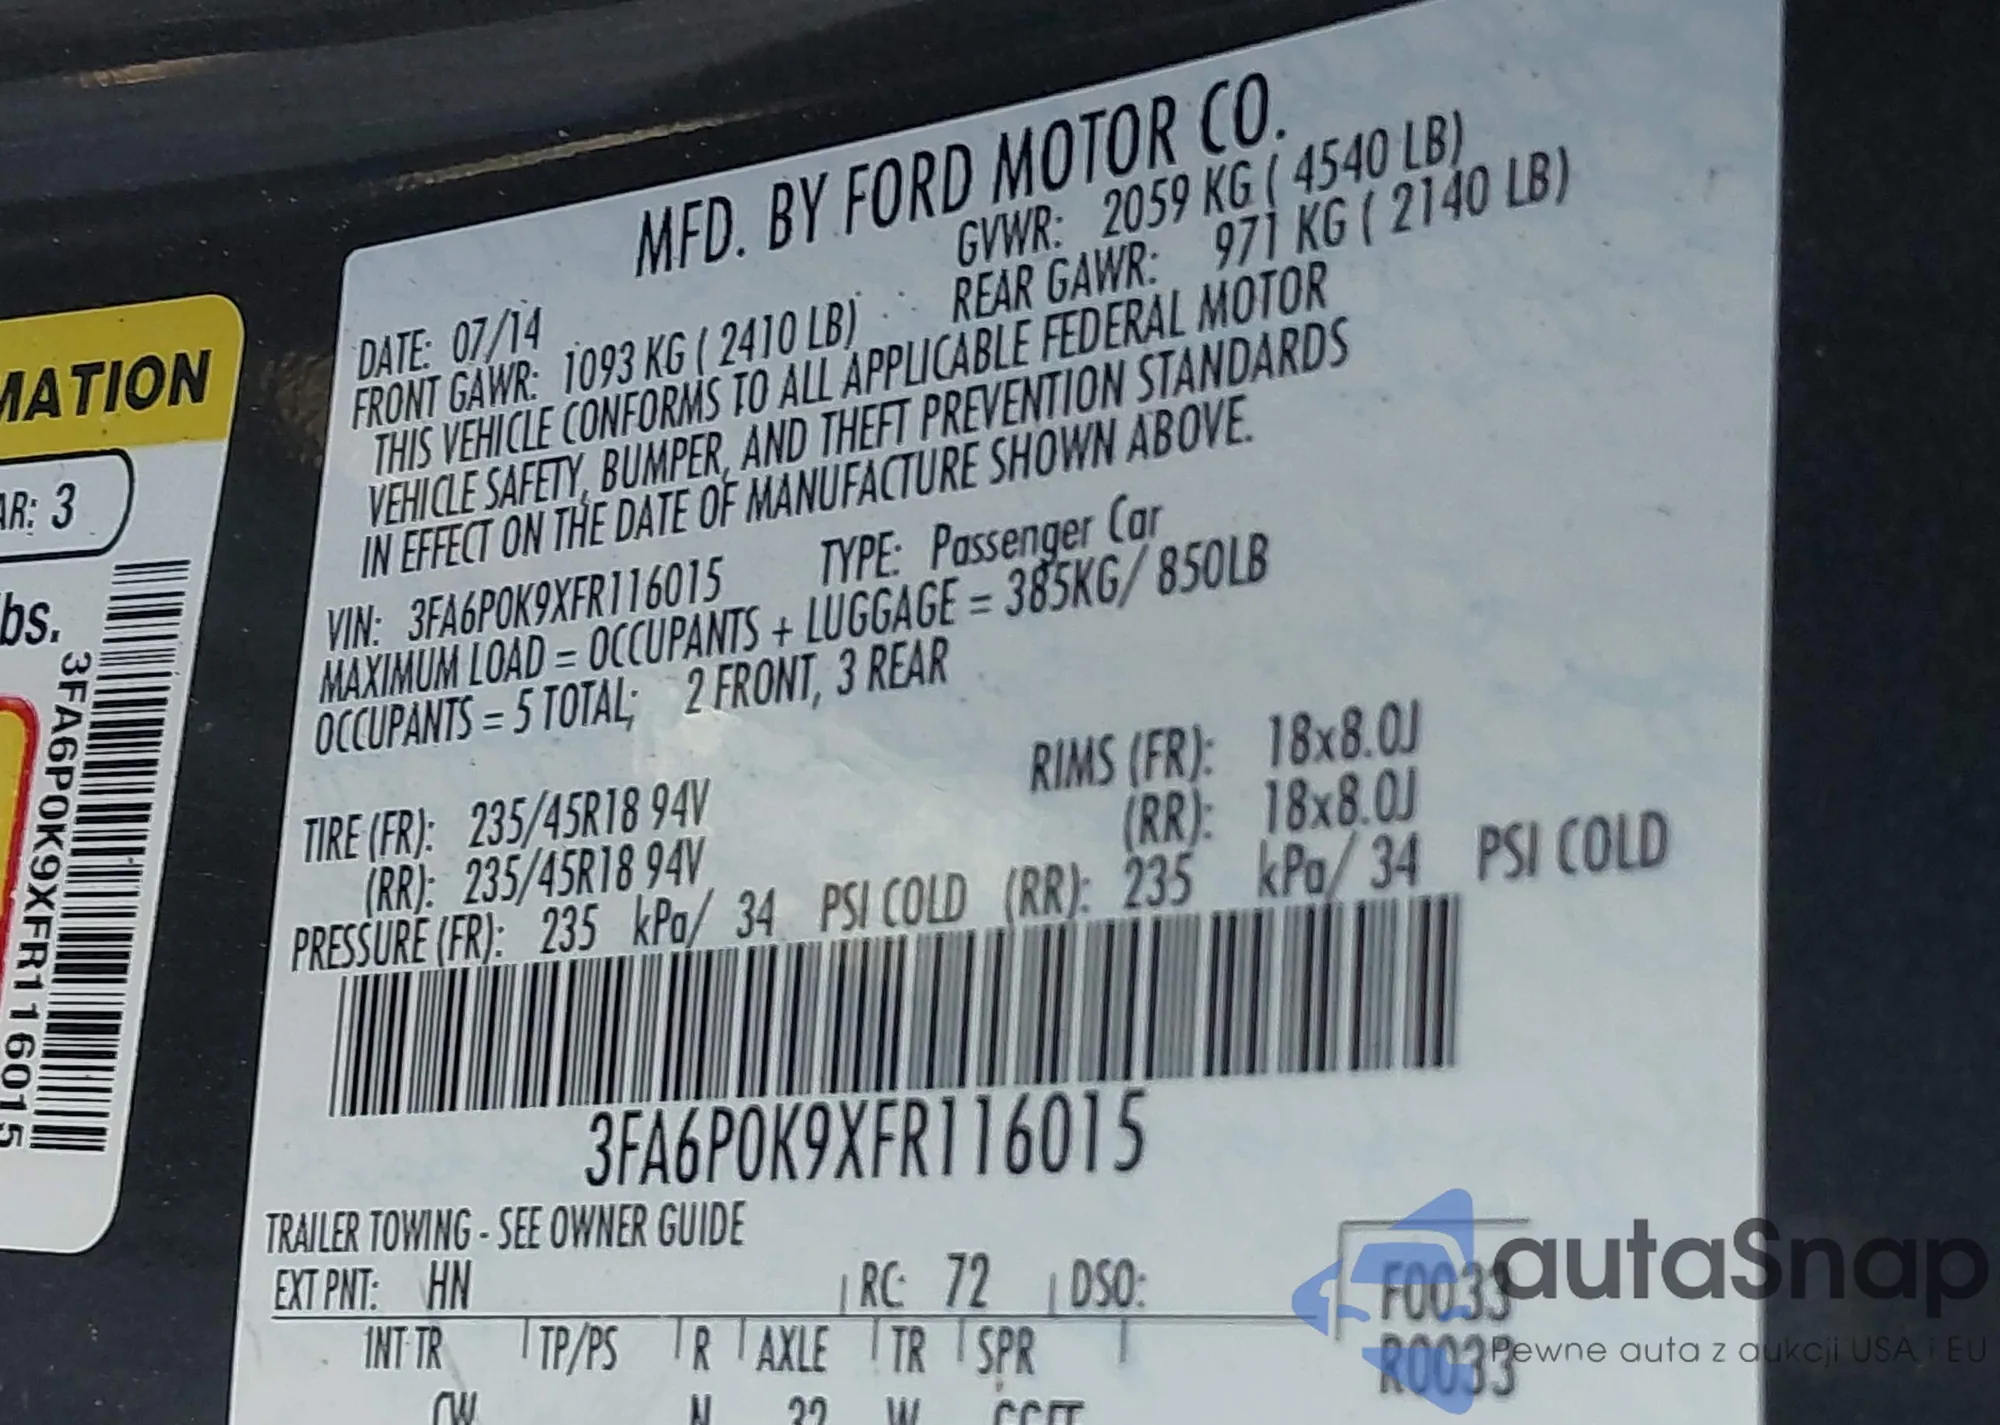 MATION
AR: 3
bs.
3FA6P0K9XFR116015
MFD. BY FORD MOTOR CO.
DATE: 07/14 GVWR: 2059 KG ( 4540 LB)
FRONT GAWR: 1093 KG ( 2410 LB) REAR GAWR: 971 KG ( 2140 LB)
THIS VEHICLE CONFORMS TO ALL APPLICABLE FEDERAL MOTOR
VEHICLE SAFETY, BUMPER, AND THEFT PREVENTION STANDARDS
IN EFFECT ON THE DATE OF MANUFACTURE SHOWN ABOVE.
VIN: 3FA6P0K9XFR116015 TYPE: Passenger Car
MAXIMUM LOAD = OCCUPANTS + LUGGAGE = 385KG/ 850LB
OCCUPANTS = 5 TOTAL; 2 FRONT, 3 REAR
TIRE (FR): 235/45R18 94V RIMS (FR): 18x8.0J
(RR): 235/45R18 94V (RR): 18x8.0J
PRESSURE (FR): 235 kPa/ 34 PSI COLD (RR): 235 kPa/ 34 PSI COLD
3FA6P0K9XFR116015
TRAILER TOWING - SEE OWNER GUIDE
EXT PNT: HN RC: 72 DSO: F0033
INT TR TP/PS R AXLE TR SPR R0033
CW N 32 W
autaSnap
Pewne auta z aukcji USA i EU